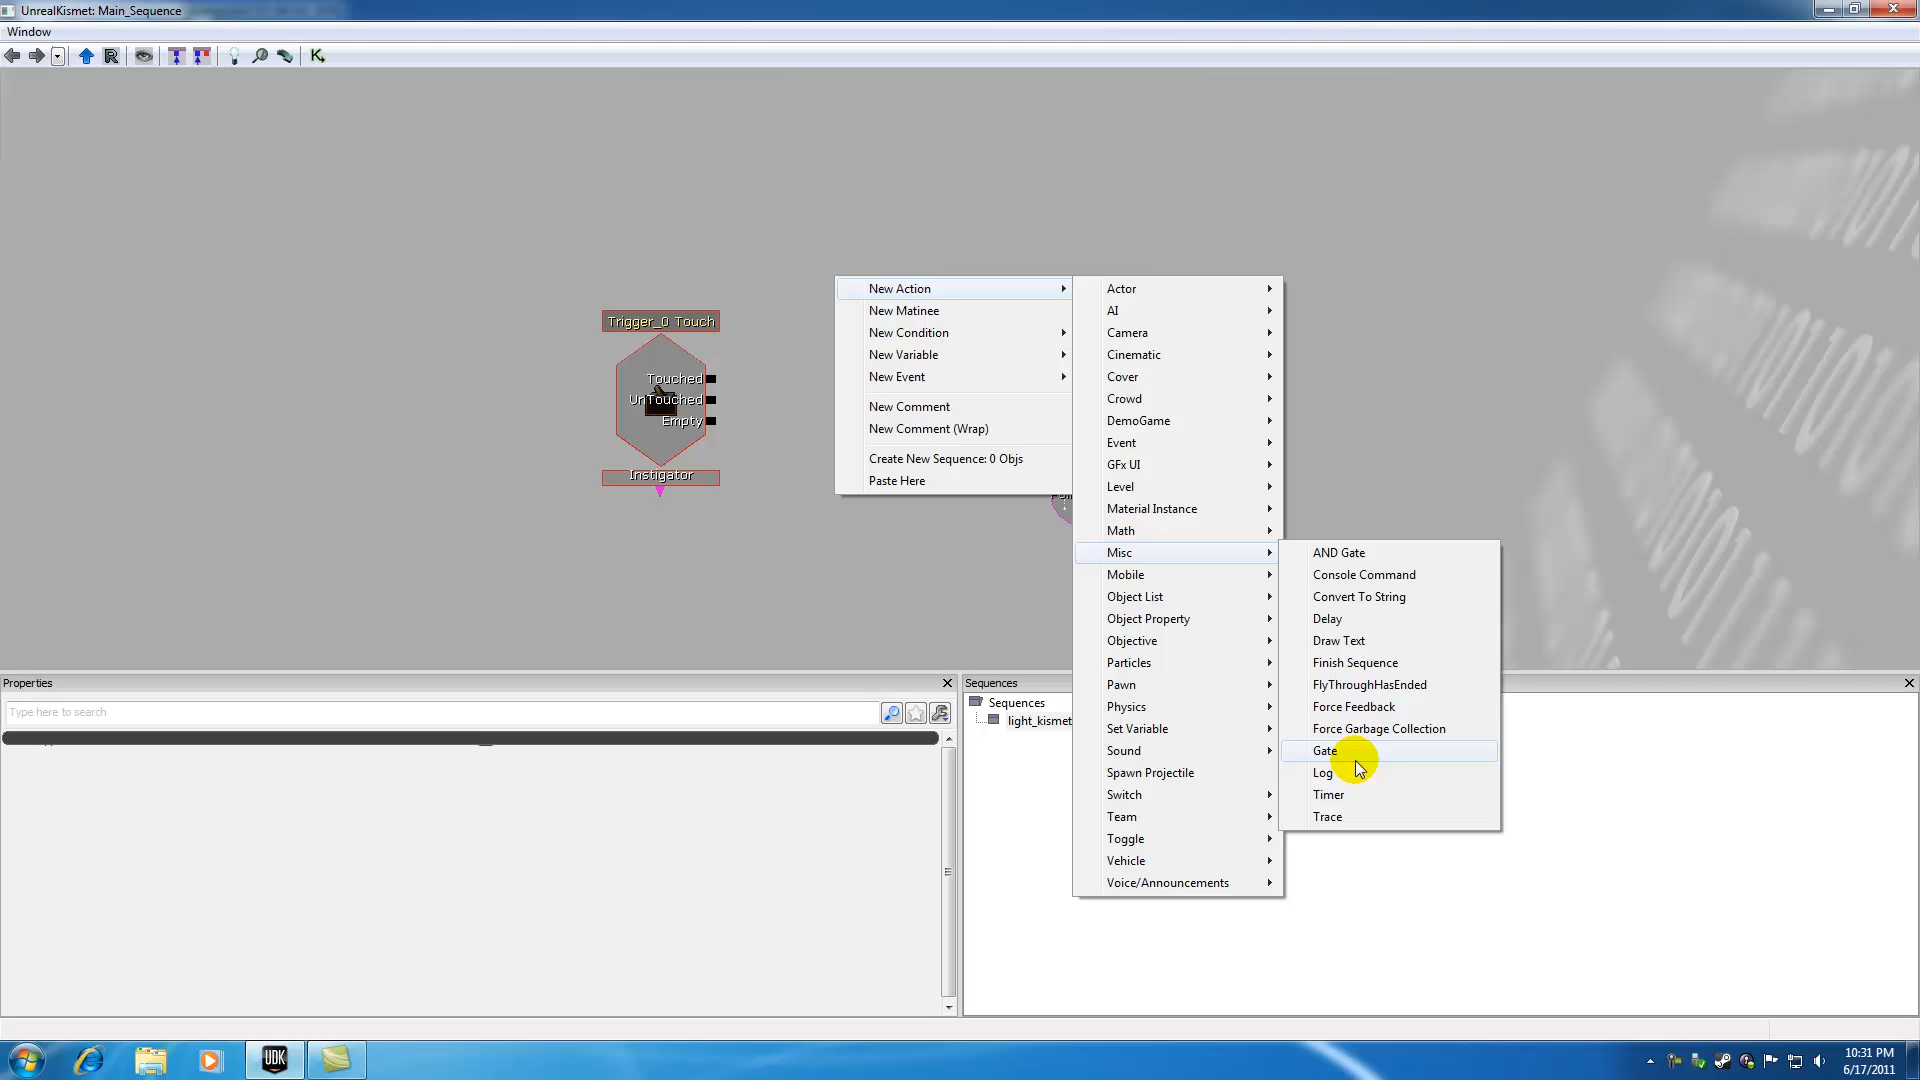 UnrealKismet: Main_Sequence
Window
R
K
Trigger_0 Touch
Touched
UnTouched
Empty
Instigator
New Action
New Matinee
New Condition
New Variable
New Event
New Comment
New Comment (Wrap)
Create New Sequence: 0 Objs
Paste Here
Actor
AI
Camera
Cinematic
Cover
Crowd
DemoGame
Event
GFx UI
Level
Material Instance
Math
Misc
Mobile
Object List
Object Property
Objective
Particles
Pawn
Physics
Set Variable
Sound
Spawn Projectile
Switch
Team
Toggle
Vehicle
Voice/Announcements
AND Gate
Console Command
Convert To String
Delay
Draw Text
Finish Sequence
FlyThroughHasEnded
Force Feedback
Force Garbage Collection
Gate
Log
Timer
Trace
Properties
Type here to search
Sequences
Sequences
light_kismet
UDK
10:31 PM
6/17/2011